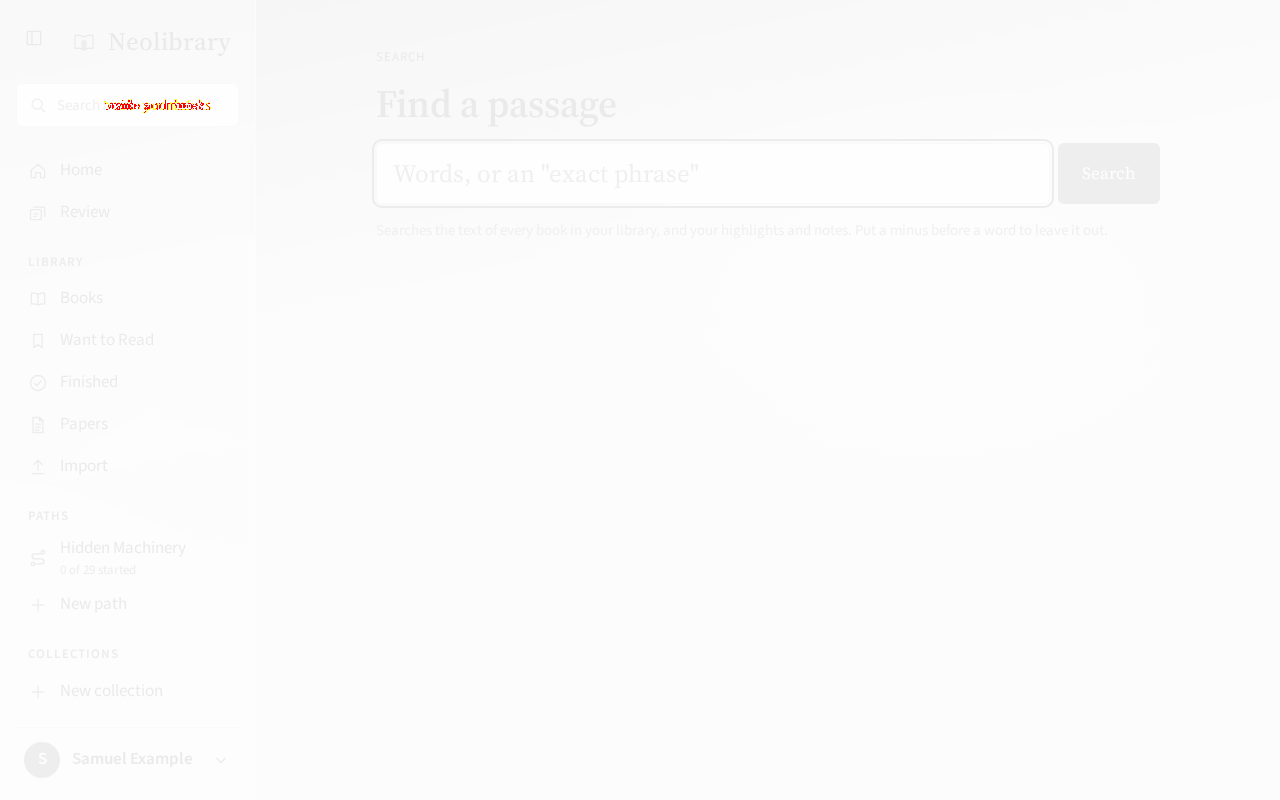 Neolibrary
Search
Home
Review
LIBRARY
Books
Want to Read
Finished
Papers
Import
PATHS
Hidden Machinery
0 of 29 started
New path
COLLECTIONS
New collection
S
Samuel Example
SEARCH
Find a passage
Words, or an "exact phrase"
Search
Searches the text of every book in your library, and your highlights and notes. Put a minus before a word to leave it out.